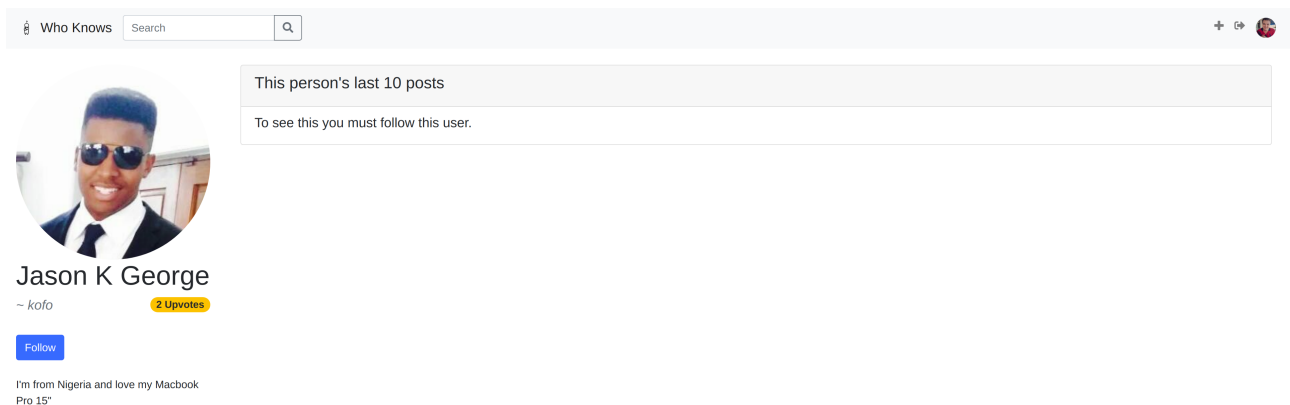 Who Knows
Search
This person's last 10 posts
To see this you must follow this user.
Jason K George
~ kofo
2 Upvotes
Follow
I'm from Nigeria and love my Macbook
Pro 15"